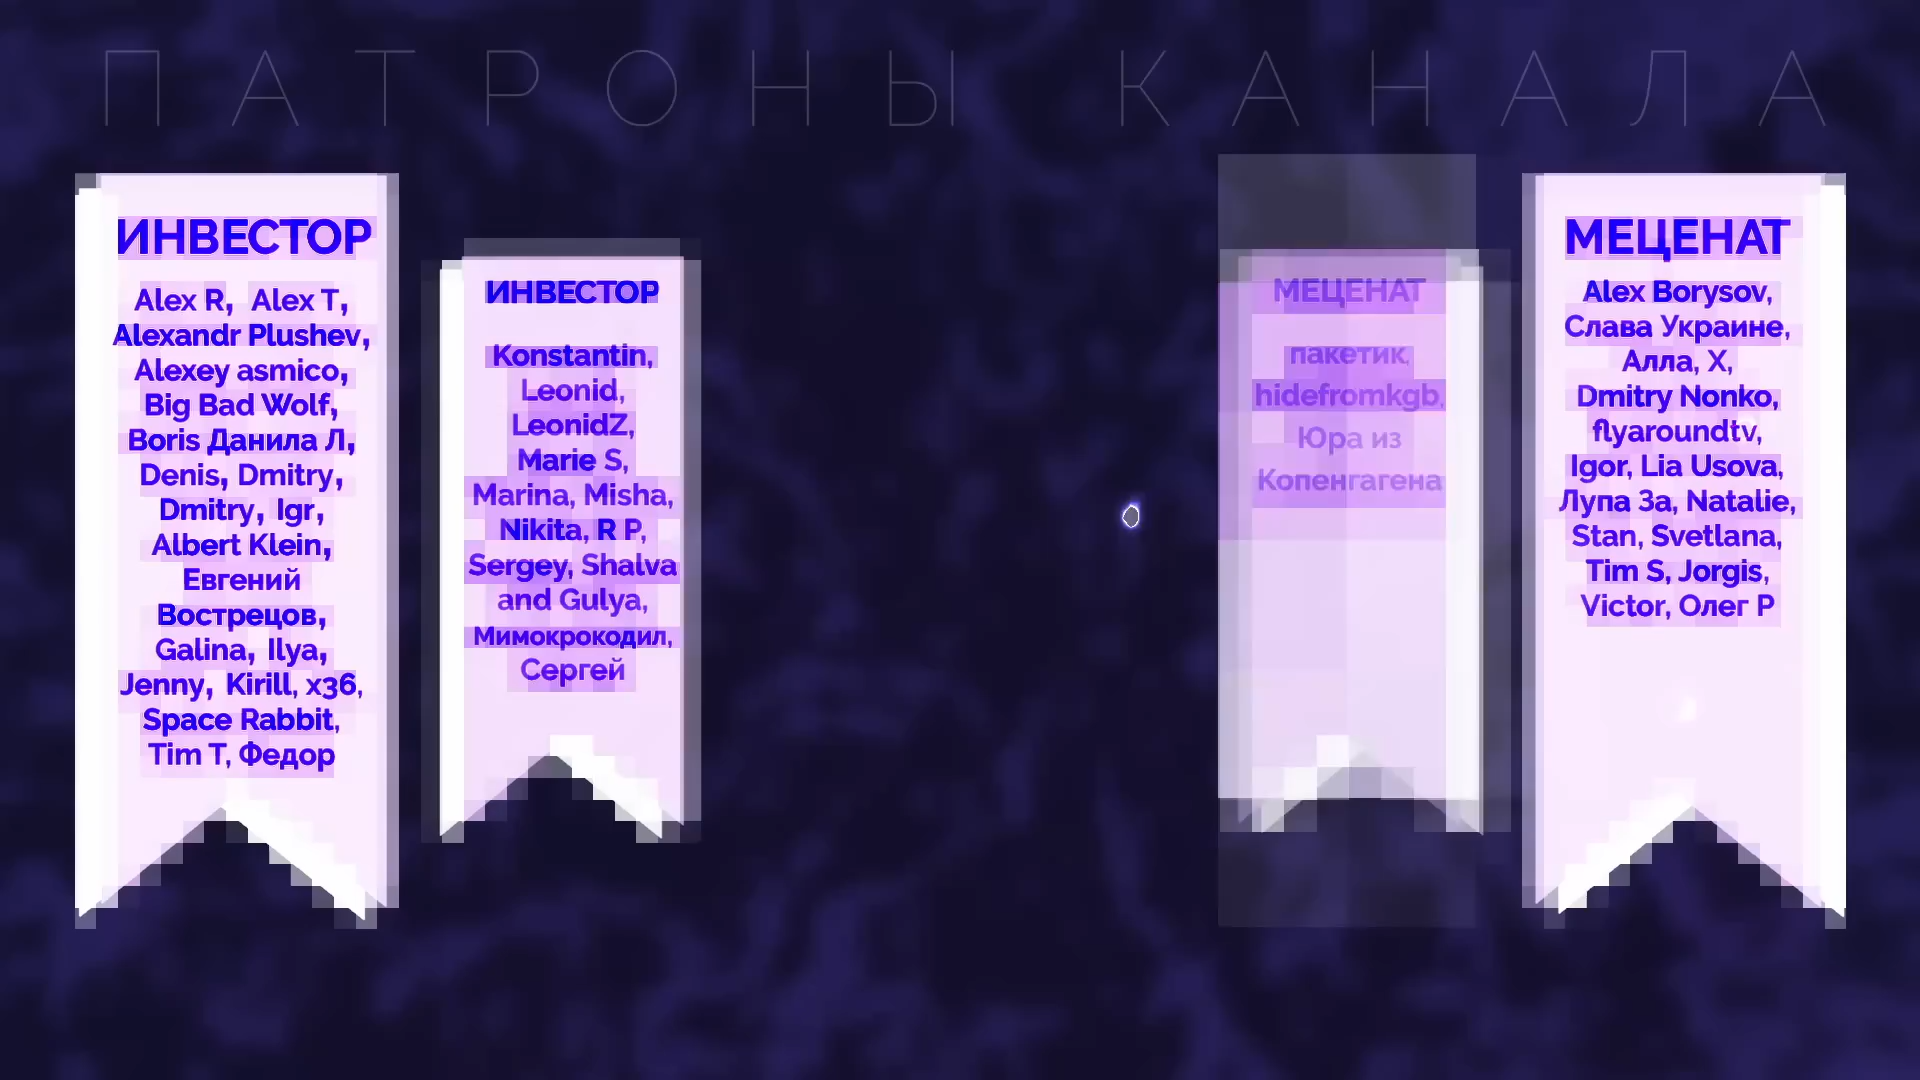 ПАТРОНЫ КАНАЛА
ИНВЕСТОР
Alex R, Alex T,
Alexandr Plushev,
Alexey asmico,
Big Bad Wolf,
Boris Данила Л,
Denis, Dmitry,
Dmitry, Igr,
Albert Klein,
Евгений
Вострецов,
Galina, Ilya,
Jenny, Kirill, x36,
Space Rabbit,
Tim T, Федор
ИНВЕСТОР
Konstantin,
Leonid,
LeonidZ,
Marie S,
Marina, Misha,
Nikita, R P,
Sergey, Shalva
and Gulya,
Мимокрокодил,
Сергей
МЕЦЕНАТ
пакетик,
hidefromkgb,
Юра из
Копенгагена
МЕЦЕНАТ
Alex Borysov,
Слава Украине,
Алла, X,
Dmitry Nonko,
flyaroundtv,
Igor, Lia Usova,
Лупа За, Natalie,
Stan, Svetlana,
Tim S, Jorgis,
Victor, Олег Р